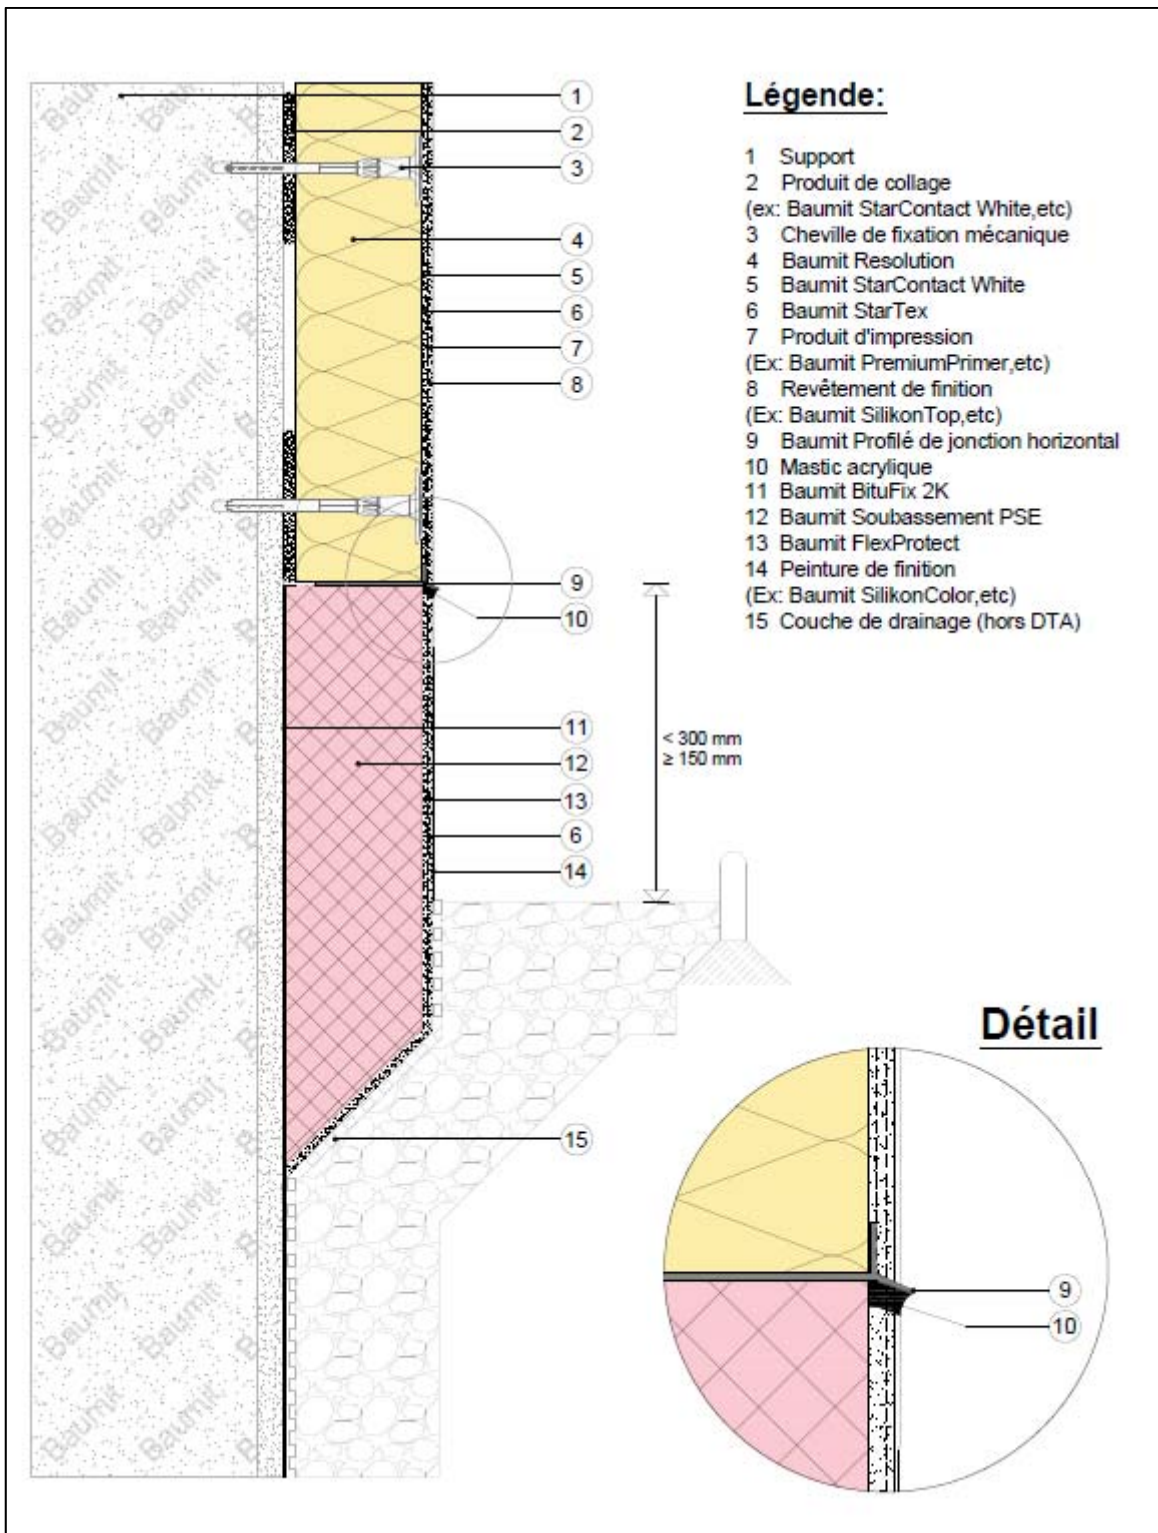 Légende:
1 Support
2 Produit de collage
(ex: Baumit StarContact White,etc)
3 Cheville de fixation mécanique
4 Baumit Resolution
5 Baumit StarContact White
6 Baumit StarTex
7 Produit d'impression
(Ex: Baumit PremiumPrimer,etc)
8 Revêtement de finition
(Ex: Baumit SilikonTop,etc)
9 Baumit Profilé de jonction horizontal
10 Mastic acrylique
11 Baumit BituFix 2K
12 Baumit Soubassement PSE
13 Baumit FlexProtect
14 Peinture de finition
(Ex: Baumit SilikonColor,etc)
15 Couche de drainage (hors DTA)
1
2
3
4
5
6
7
8
9
10
11
12
13
6
14
15
< 300 mm
≥ 150 mm
Détail
9
10
Baumit